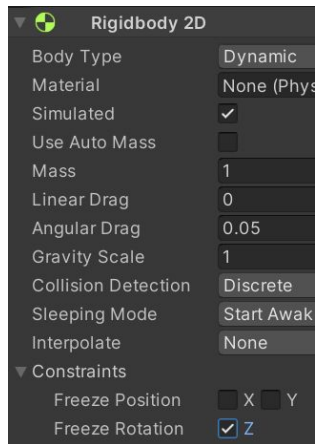 Rigidbody 2D
Body Type Dynamic
Material None (Phys
Simulated
Use Auto Mass
Mass 1
Linear Drag 0
Angular Drag 0.05
Gravity Scale 1
Collision Detection Discrete
Sleeping Mode Start Awak
Interpolate None
Constraints
Freeze Position X Y
Freeze Rotation Z